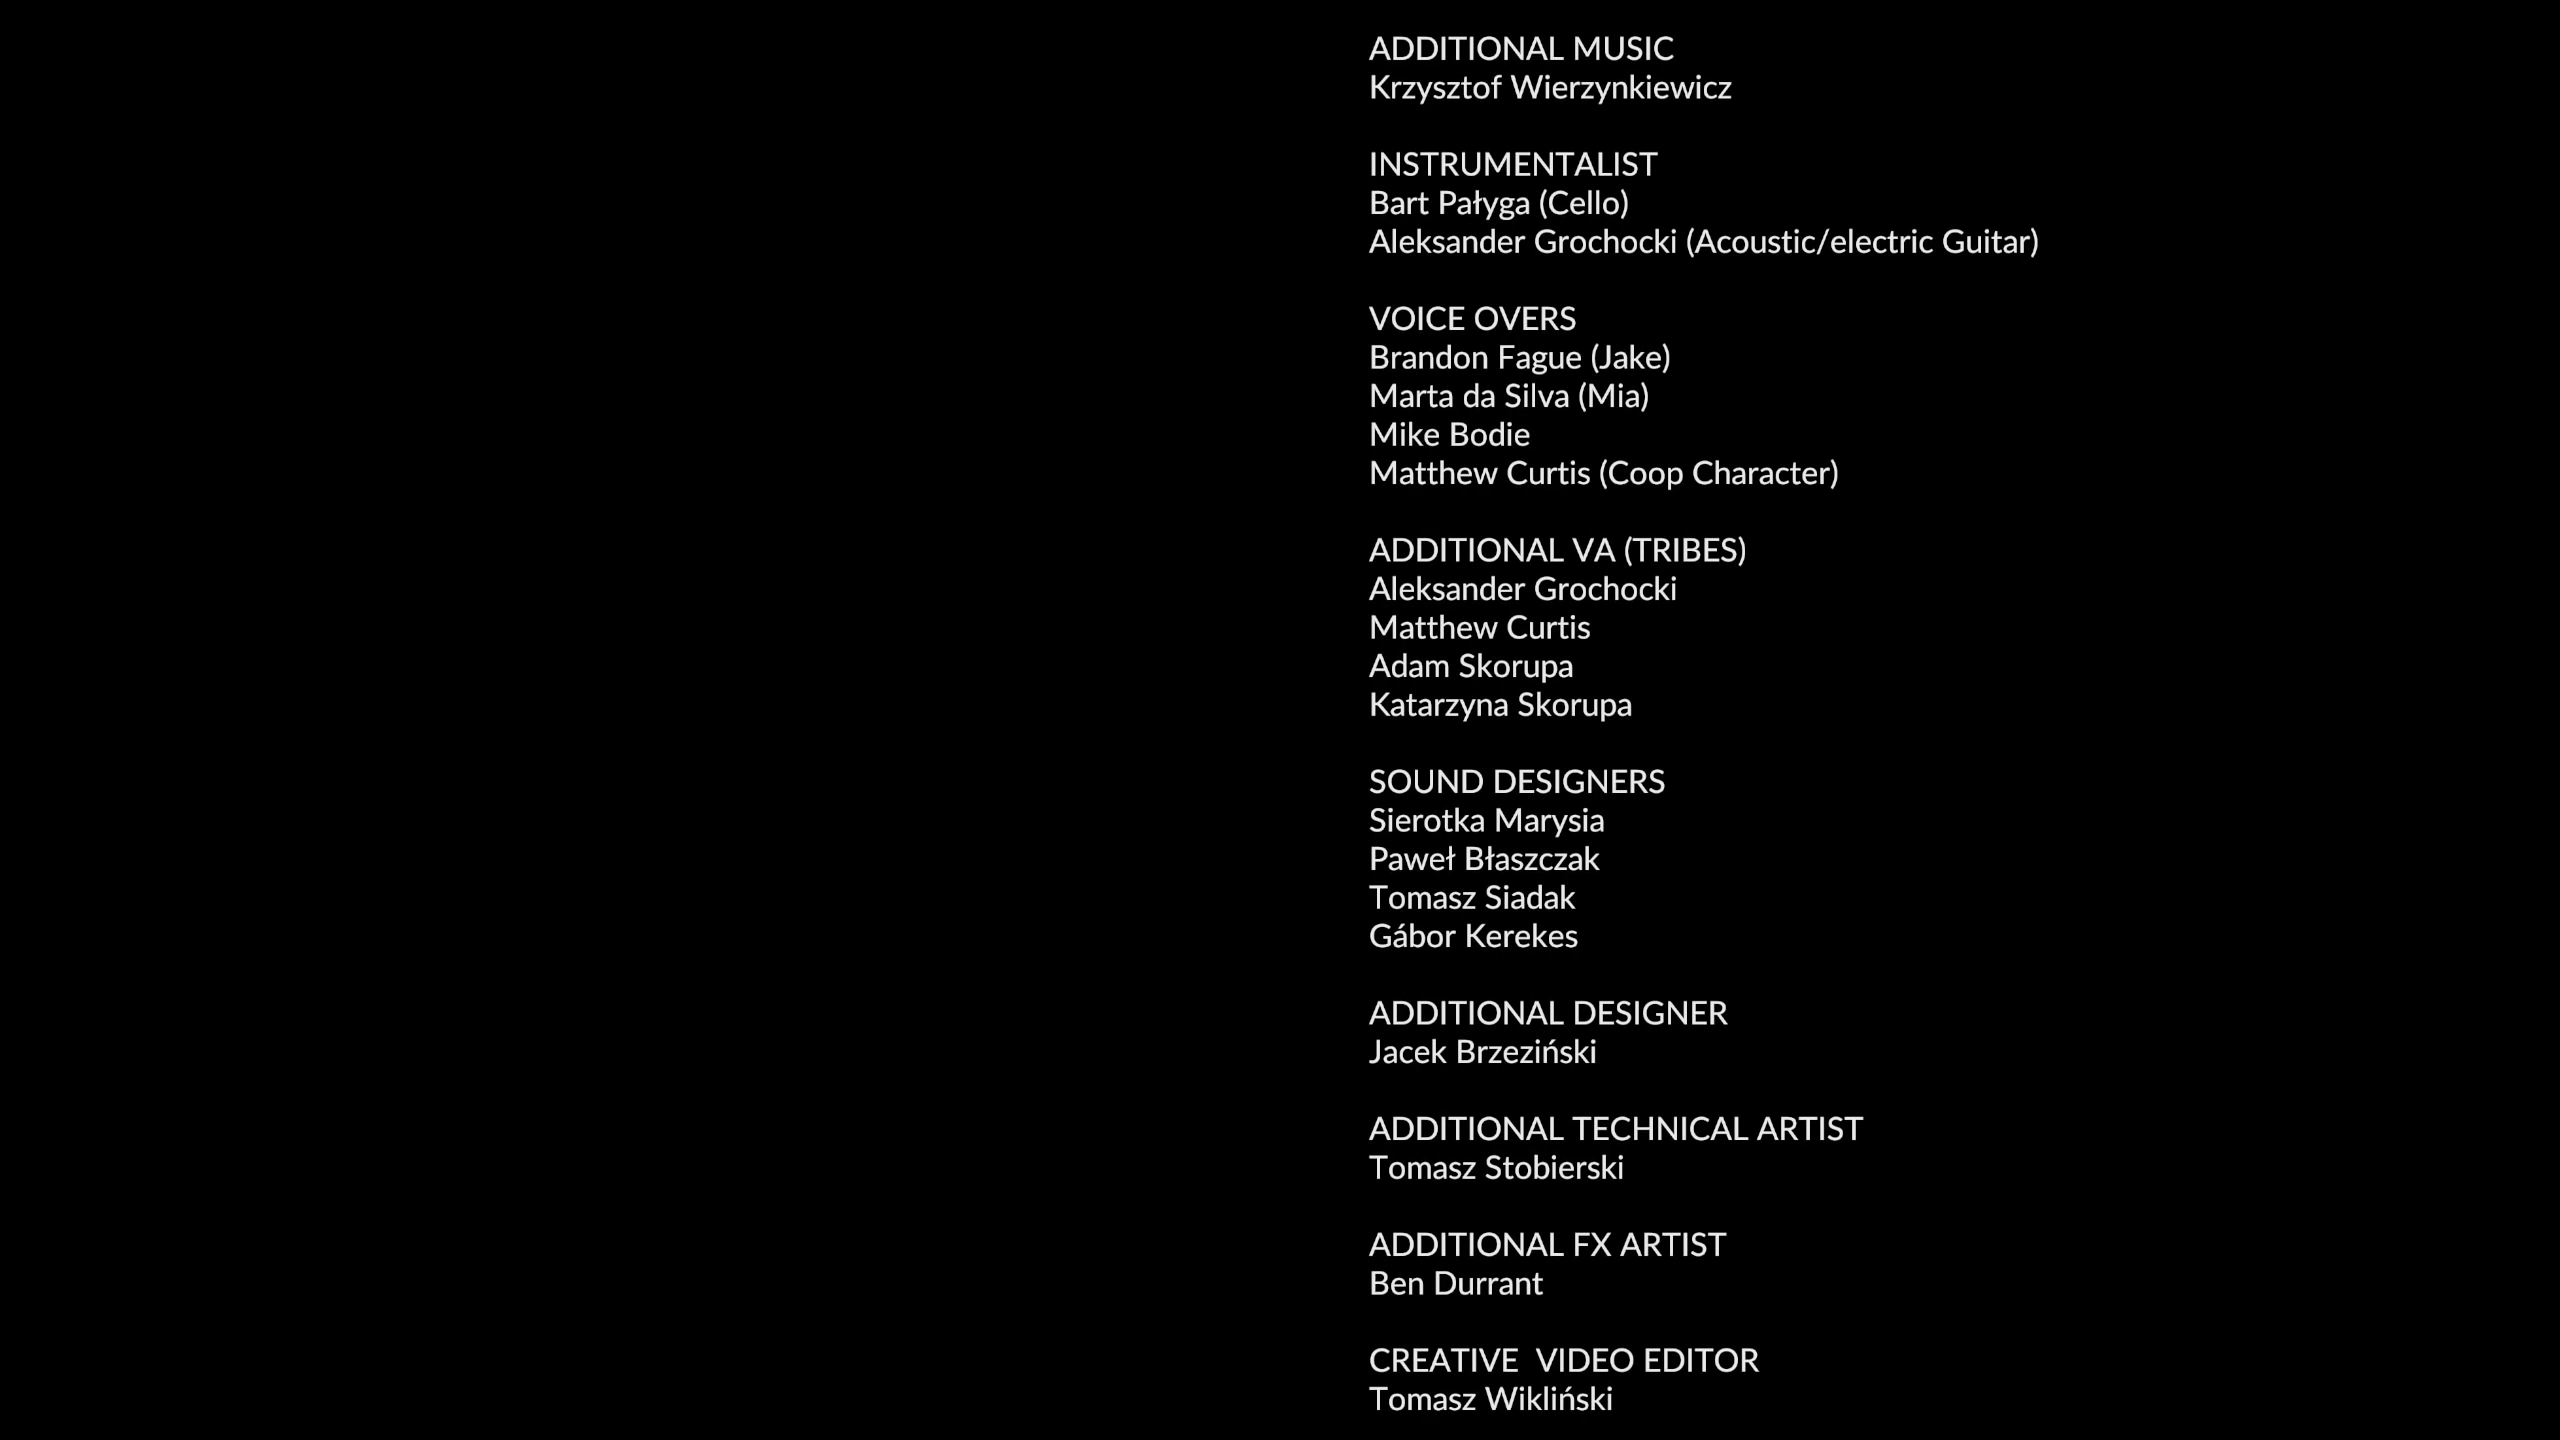 ADDITIONAL MUSIC
Krzysztof Wierzynkiewicz
INSTRUMENTALIST
Bart Pałyga (Cello)
Aleksander Grochocki (Acoustic/electric Guitar)
VOICE OVERS
Brandon Fague (Jake)
Marta da Silva (Mia)
Mike Bodie
Matthew Curtis (Coop Character)
ADDITIONAL VA (TRIBES)
Aleksander Grochocki
Matthew Curtis
Adam Skorupa
Katarzyna Skorupa
SOUND DESIGNERS
Sierotka Marysia
Paweł Błaszczak
Tomasz Siadak
Gábor Kerekes
ADDITIONAL DESIGNER
Jacek Brzeziński
ADDITIONAL TECHNICAL ARTIST
Tomasz Stobierski
ADDITIONAL FX ARTIST
Ben Durrant
CREATIVE  VIDEO EDITOR
Tomasz Wikliński